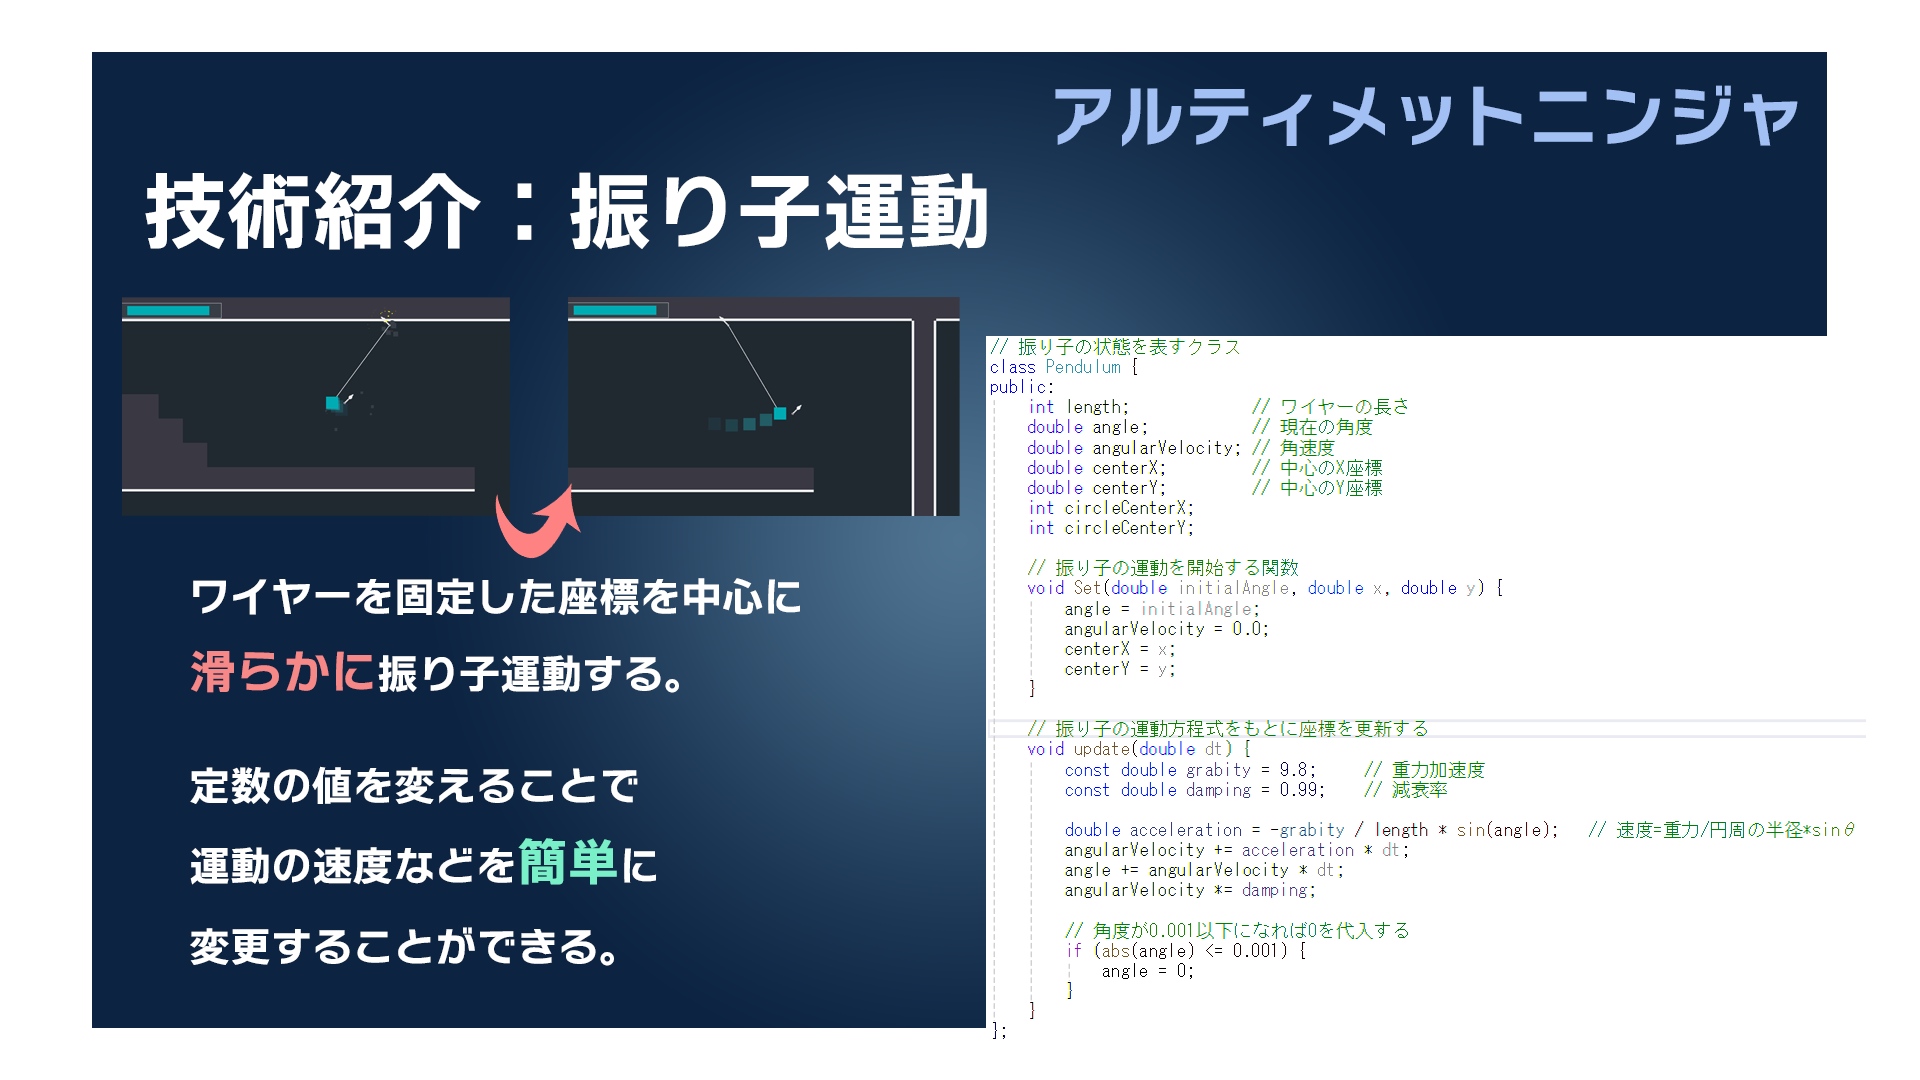 アルティメットニンジャ
技術紹介：振り子運動
ワイヤーを固定した座標を中心に
滑らかに振り子運動する。
定数の値を変えることで
運動の速度などを簡単に
変更することができる。
// 振り子の状態を表すクラス
class Pendulum {
public:
    int length;             // ワイヤーの長さ
    double angle;           // 現在の角度
    double angularVelocity; // 角速度
    double centerX;         // 中心のX座標
    double centerY;         // 中心のY座標
    int circleCenterX;
    int circleCenterY;
    // 振り子の運動を開始する関数
    void Set(double initialAngle, double x, double y) {
        angle = initialAngle;
        angularVelocity = 0.0;
        centerX = x;
        centerY = y;
    }
    // 振り子の運動方程式をもとに座標を更新する
    void update(double dt) {
        const double grabity = 9.8;     // 重力加速度
        const double damping = 0.99;    // 減衰率
        double acceleration = -grabity / length * sin(angle);   // 速度=重力/円周の半径*sinθ
        angularVelocity += acceleration * dt;
        angle += angularVelocity * dt;
        angularVelocity *= damping;
        // 角度が0.001以下になれば0を代入する
        if (abs(angle) <= 0.001) {
            angle = 0;
        }
    }
};